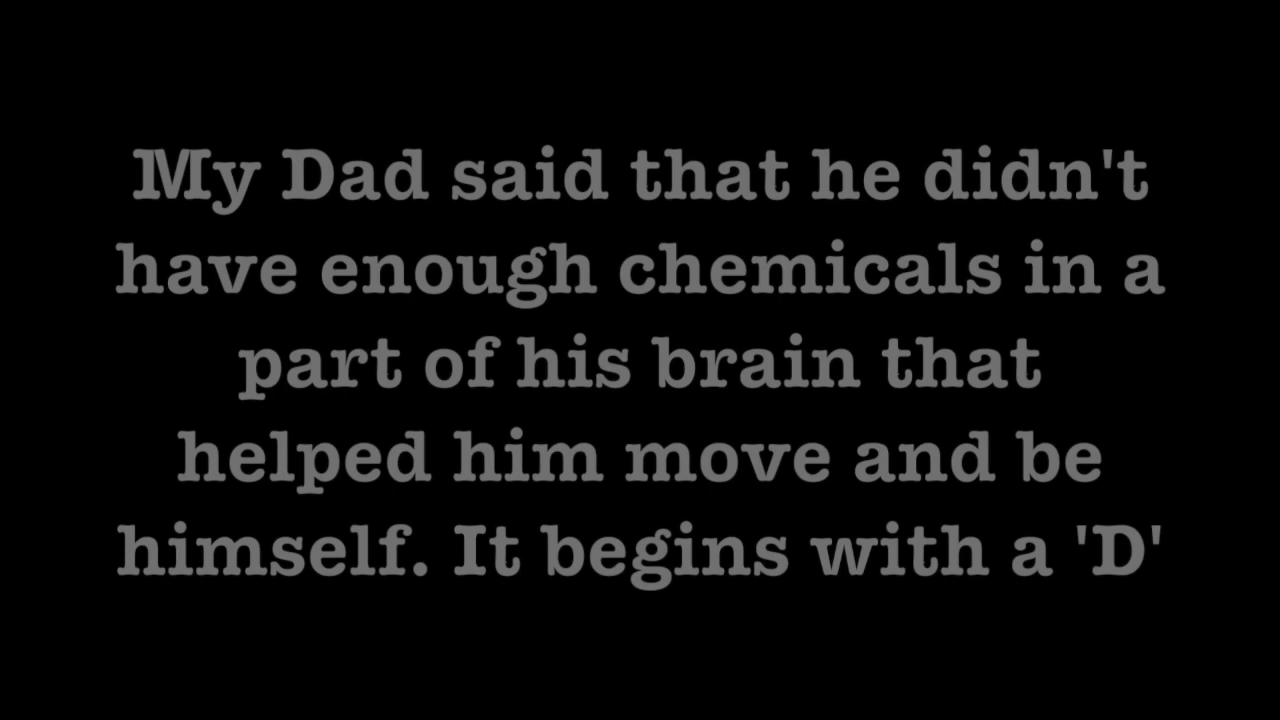 My Dad said that he didn't
have enough chemicals in a
part of his brain that
helped him move and be
himself. It begins with a 'D'